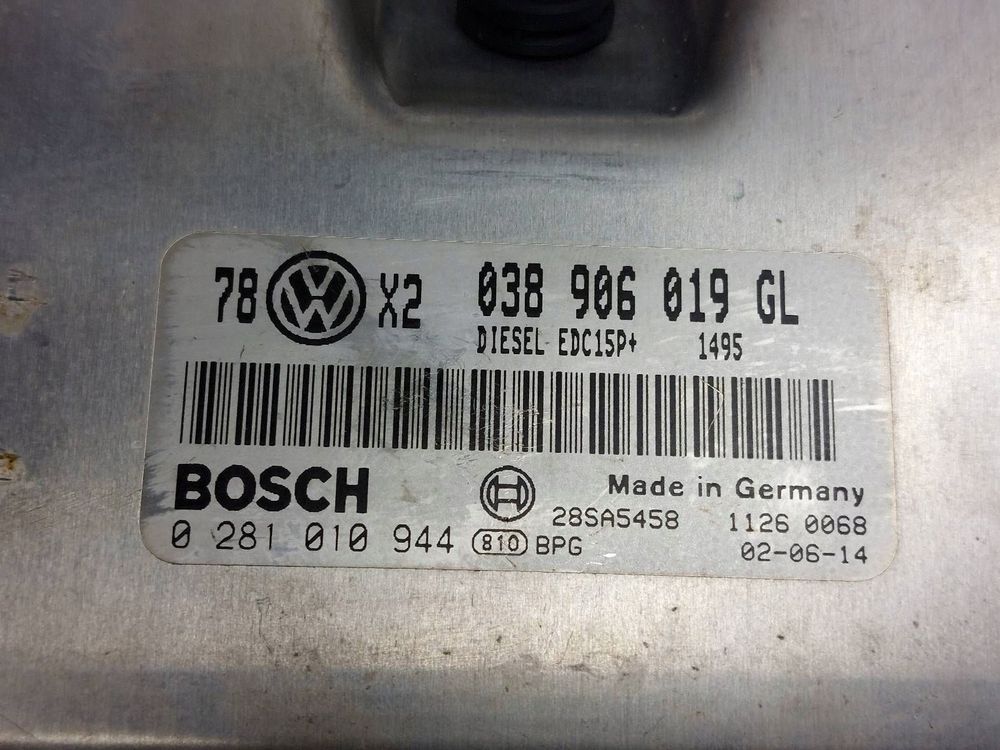 78 VW X2 038 906 019 GL
DIESEL EDC15P+ 1495
BOSCH Made in Germany
28SA5458 1126 0068
0 281 010 944 810 BPG 02-06-14